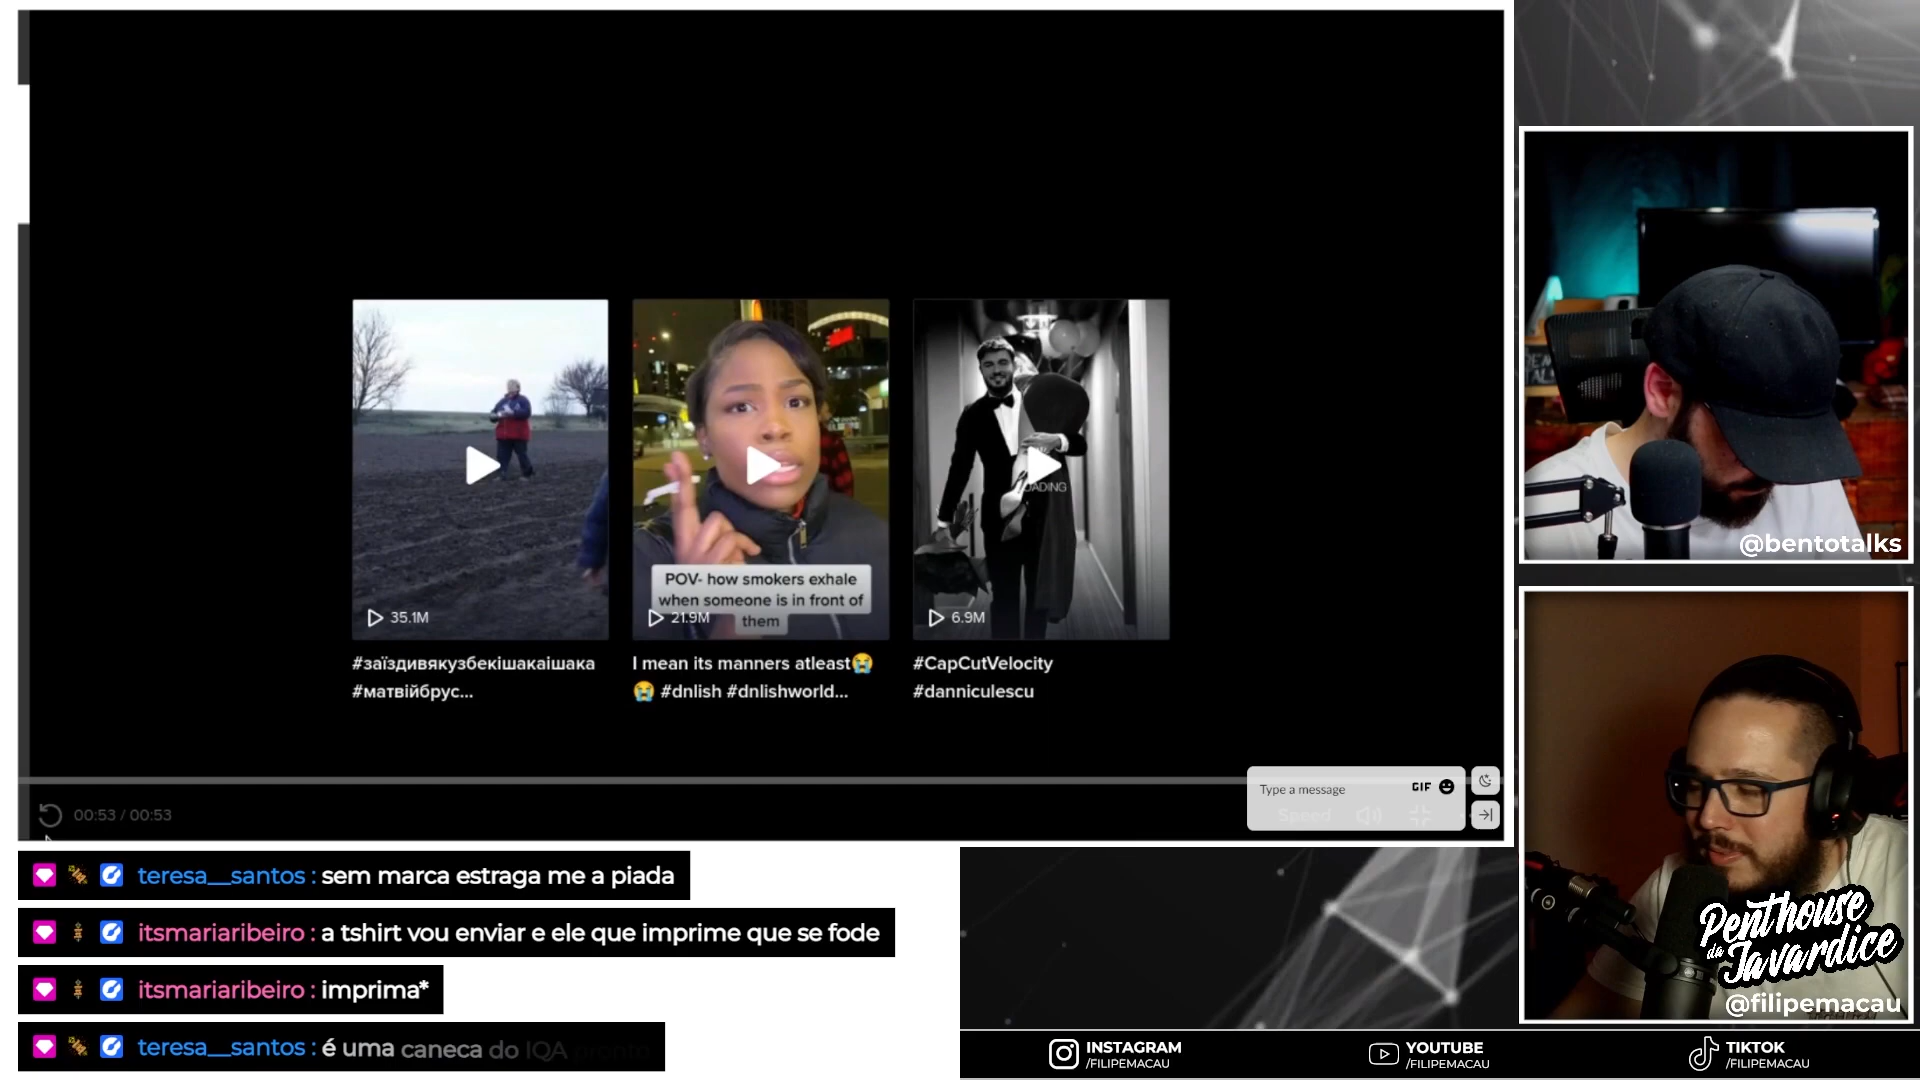 LOADING
35.1M
POV- how smokers exhale
when someone is in front of
them
21.9M
6.9M
#заїздивякузбекішакаішака
#матвійбрус...
I mean its manners atleast😭
😭 #dnlish #dnlishworld...
#CapCutVelocity
#danniculescu
Type a message
GIF
00:53 / 00:53
Speed
teresa__santos : sem marca estraga me a piada
itsmariaribeiro : a tshirt vou enviar e ele que imprime que se fode
itsmariaribeiro : imprima*
teresa__santos : é uma caneca do IQA pronto
@bentotalks
Penthouse
da
Javardice
@filipemacau
INSTAGRAM
/FILIPEMACAU
YOUTUBE
/FILIPEMACAU
TIKTOK
/FILIPEMACAU